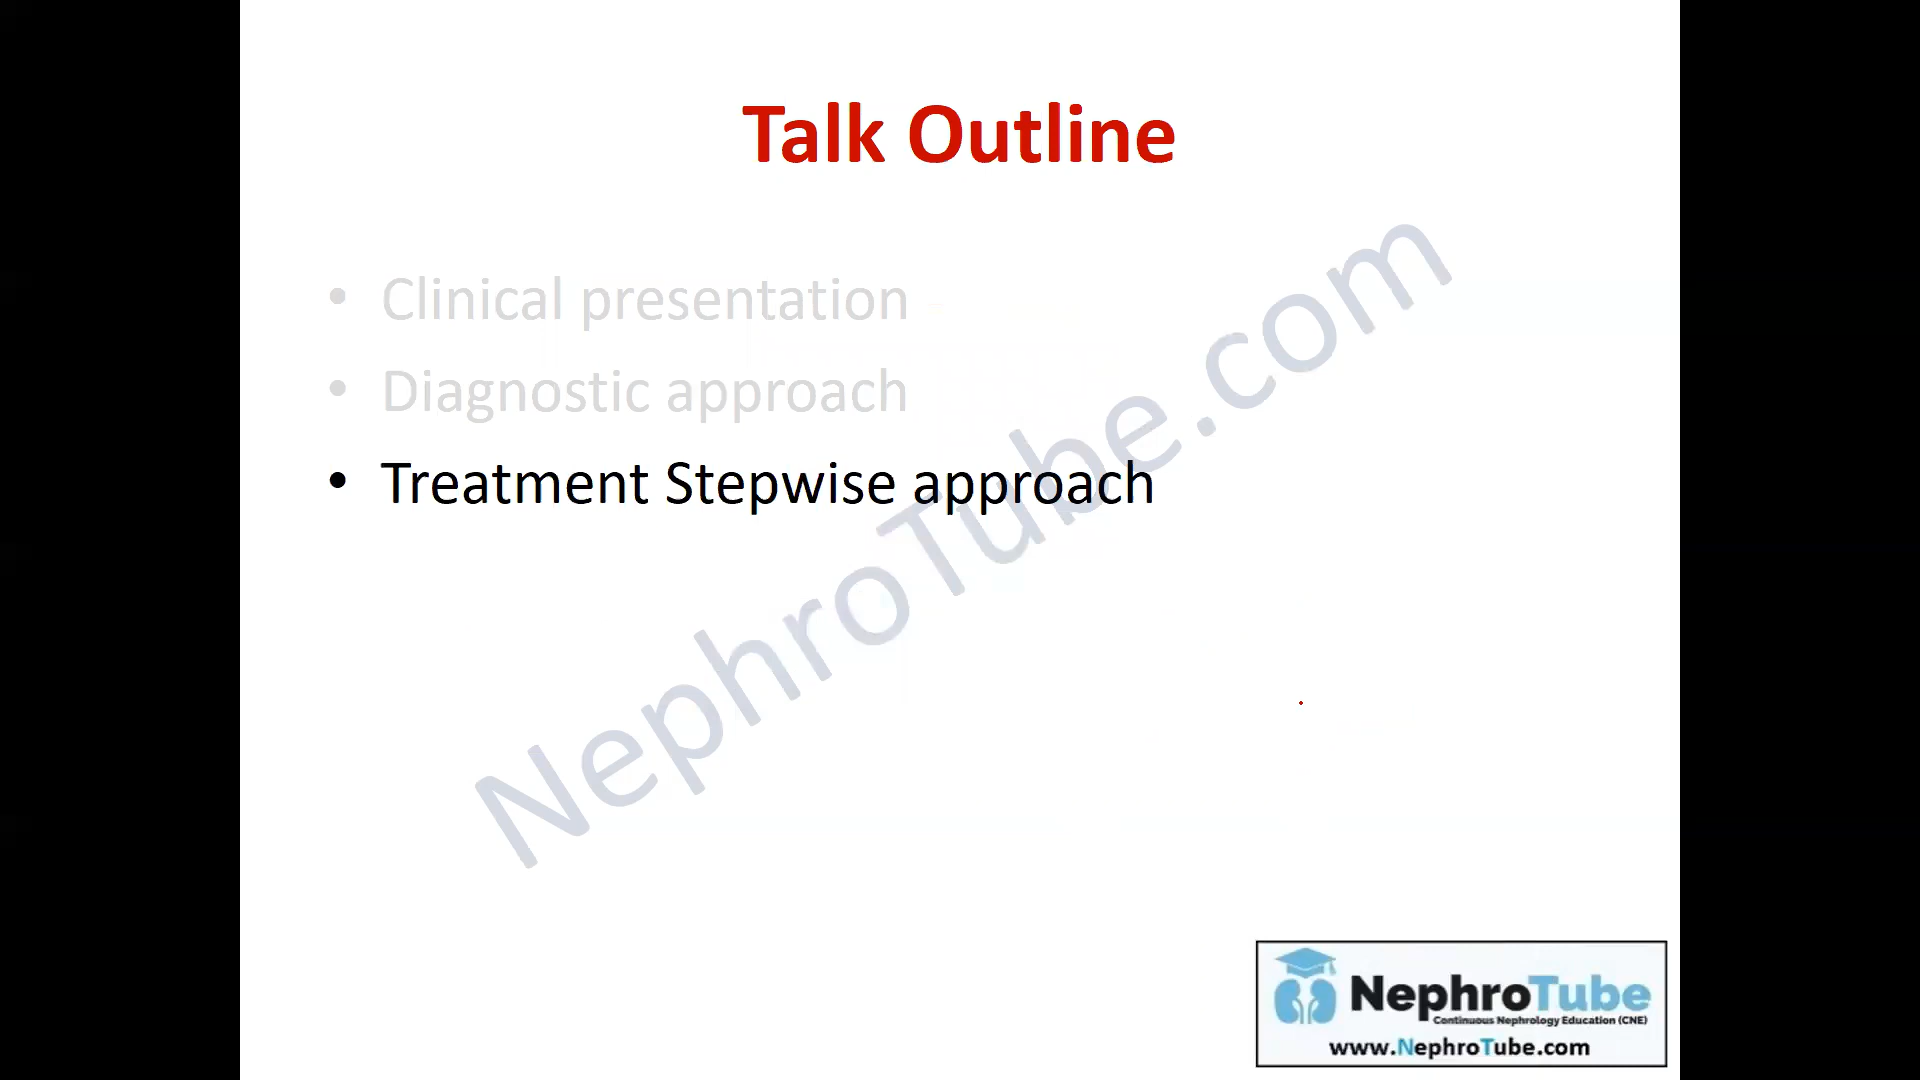 Talk Outline
• Clinical presentation
• Diagnostic approach
• Treatment Stepwise approach
NephroTube.com
NephroTube
Continuous Nephrology Education (CNE)
www.NephroTube.com